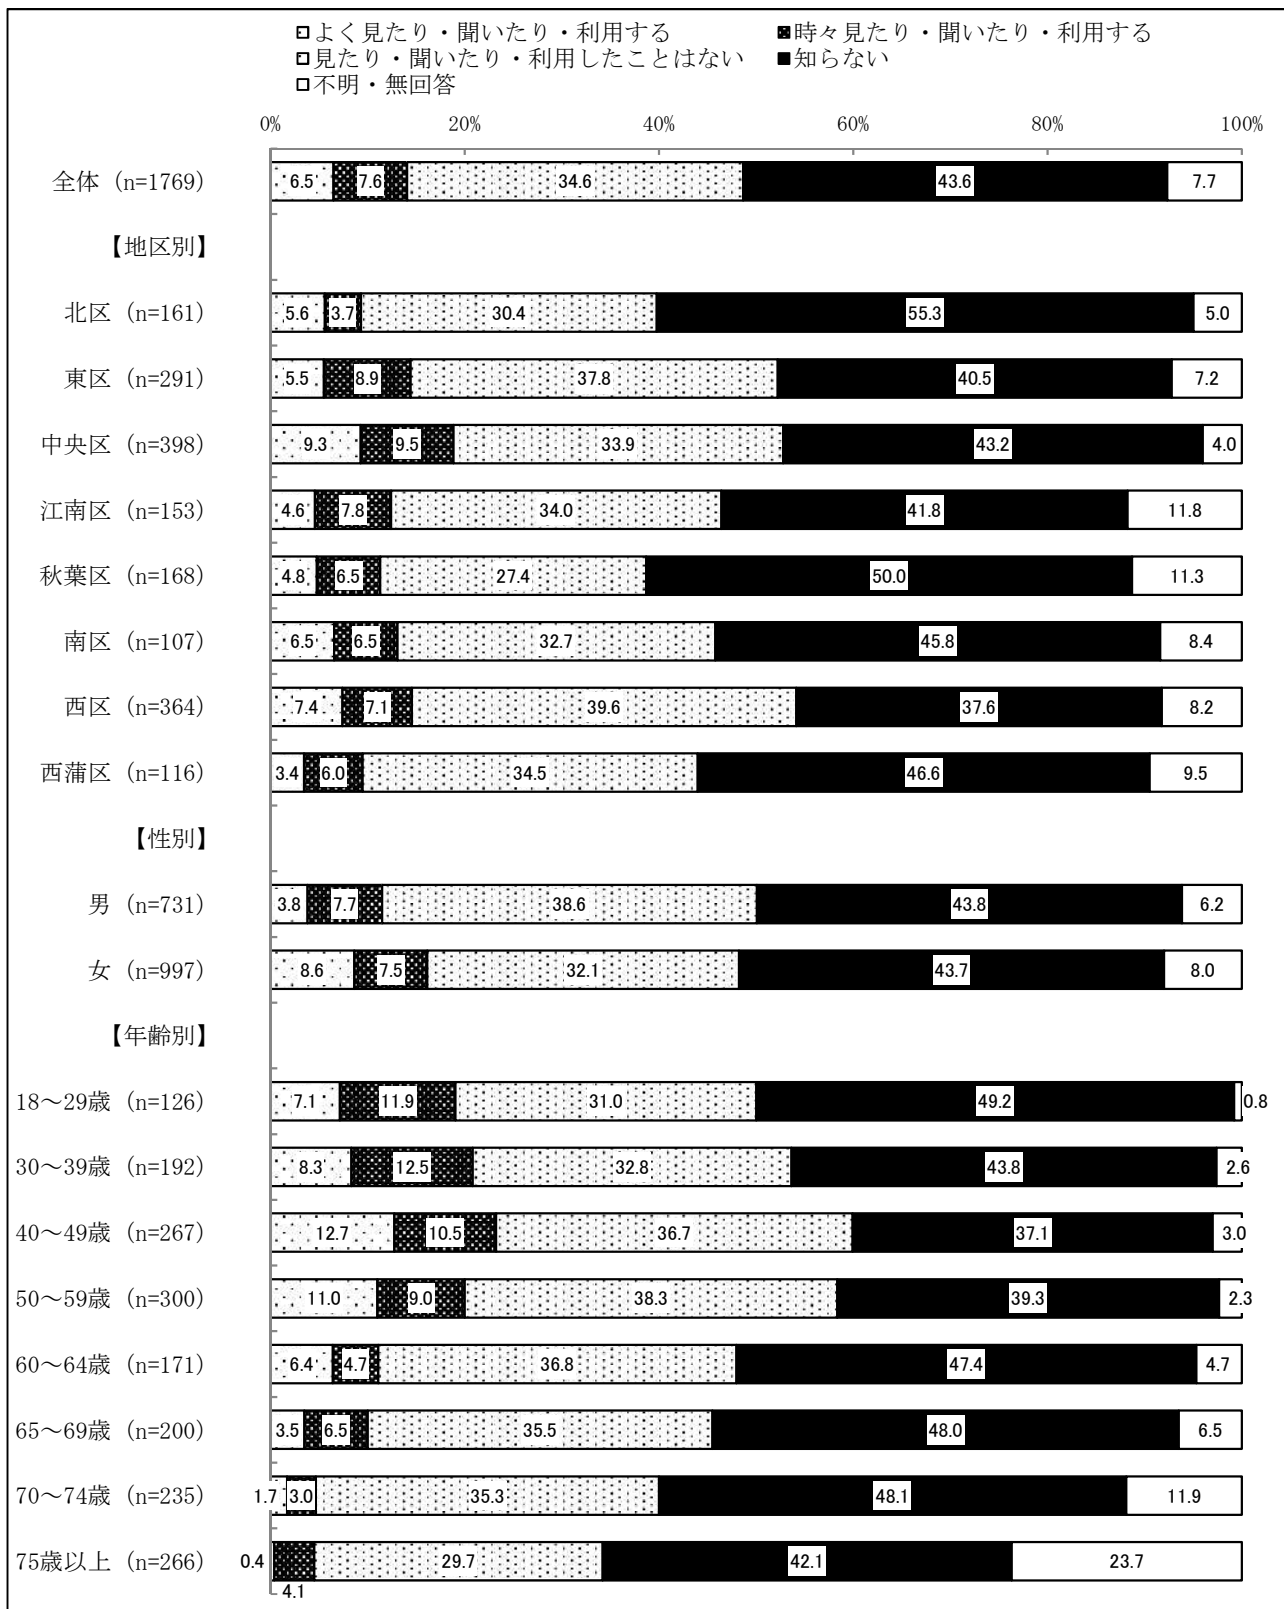 よく見たり・聞いたり・利用する 時々見たり・聞いたり・利用する
見たり・聞いたり・利用したことはない 知らない
不明・無回答
0% 20% 40% 60% 80% 100%
全体 (n=1769) 6.5 7.6 34.6 43.6 7.7
【地区別】
北区 (n=161) 5.6 3.7 30.4 55.3 5.0
東区 (n=291) 5.5 8.9 37.8 40.5 7.2
中央区 (n=398) 9.3 9.5 33.9 43.2 4.0
江南区 (n=153) 4.6 7.8 34.0 41.8 11.8
秋葉区 (n=168) 4.8 6.5 27.4 50.0 11.3
南区 (n=107) 6.5 6.5 32.7 45.8 8.4
西区 (n=364) 7.4 7.1 39.6 37.6 8.2
西蒲区 (n=116) 3.4 6.0 34.5 46.6 9.5
【性別】
男 (n=731) 3.8 7.7 38.6 43.8 6.2
女 (n=997) 8.6 7.5 32.1 43.7 8.0
【年齢別】
18～29歳 (n=126) 7.1 11.9 31.0 49.2 0.8
30～39歳 (n=192) 8.3 12.5 32.8 43.8 2.6
40～49歳 (n=267) 12.7 10.5 36.7 37.1 3.0
50～59歳 (n=300) 11.0 9.0 38.3 39.3 2.3
60～64歳 (n=171) 6.4 4.7 36.8 47.4 4.7
65～69歳 (n=200) 3.5 6.5 35.5 48.0 6.5
70～74歳 (n=235) 1.7 3.0 35.3 48.1 11.9
75歳以上 (n=266) 0.4 29.7 42.1 23.7
4.1